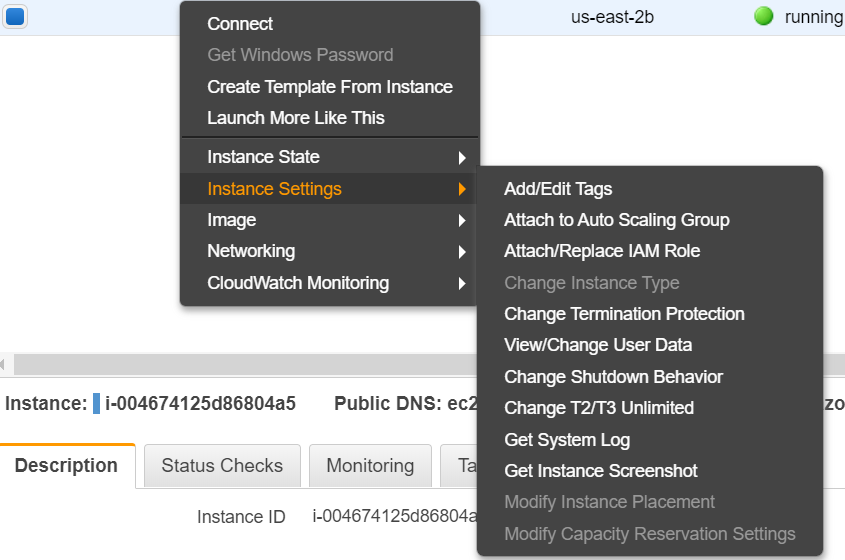 us-east-2b
running
Connect
Get Windows Password
Create Template From Instance
Launch More Like This
Instance State
Instance Settings
Image
Networking
CloudWatch Monitoring
Add/Edit Tags
Attach to Auto Scaling Group
Attach/Replace IAM Role
Change Instance Type
Change Termination Protection
View/Change User Data
Change Shutdown Behavior
Change T2/T3 Unlimited
Get System Log
Get Instance Screenshot
Modify Instance Placement
Modify Capacity Reservation Settings
Instance: i-004674125d86804a5 Public DNS: ec2 zo
Description Status Checks Monitoring Ta
Instance ID i-004674125d86804a